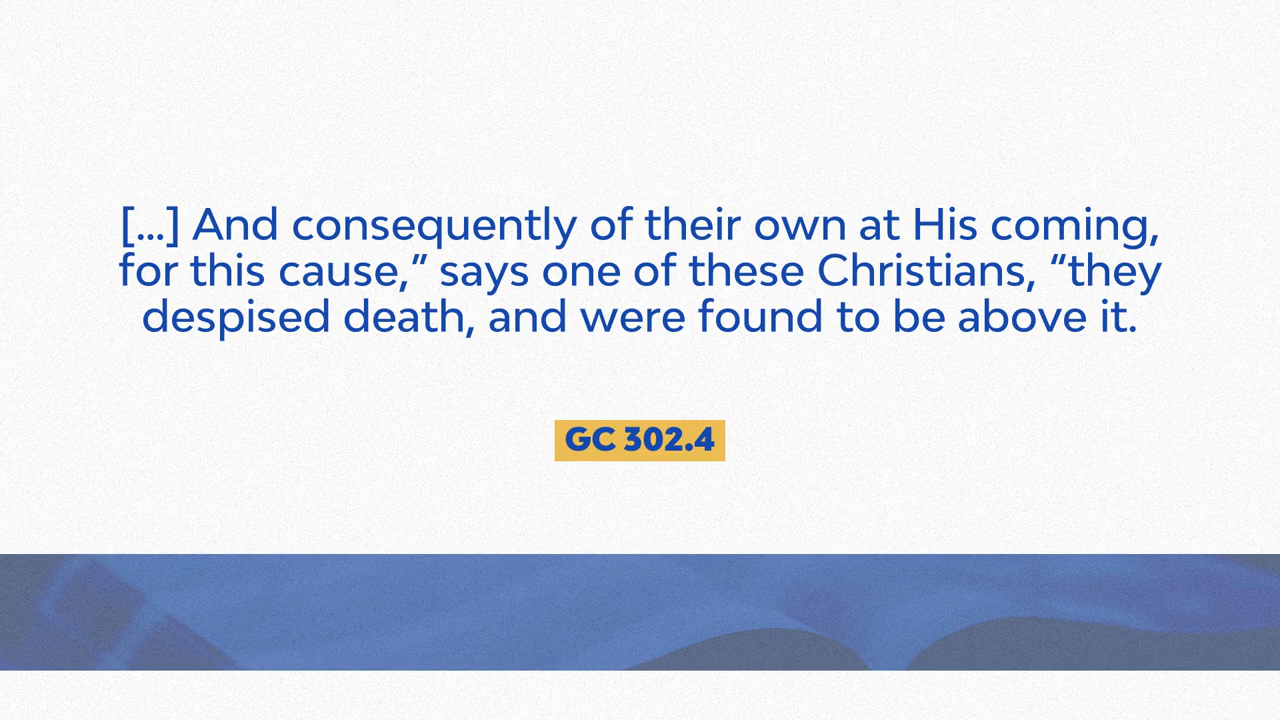 [...] And consequently of their own at His coming,
for this cause,” says one of these Christians, “they
despised death, and were found to be above it.
GC 302.4